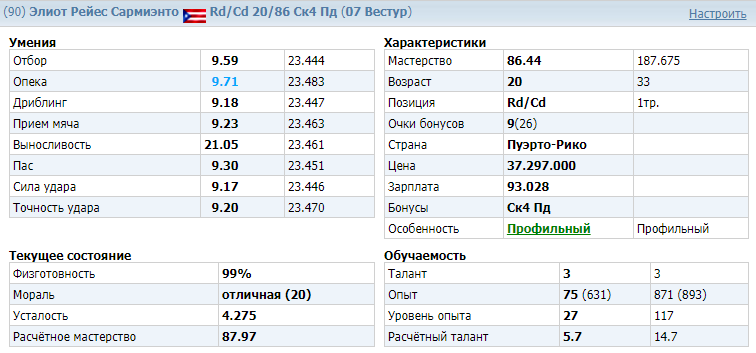 (90) Элиот Рейес Сармиэнто Rd/Cd 20/86 Ск4 Пд (07 Вестур) Настроить
Умения
Отбор 9.59 23.444
Опека 9.71 23.483
Дриблинг 9.18 23.447
Прием мяча 9.23 23.463
Выносливость 21.05 23.461
Пас 9.30 23.451
Сила удара 9.17 23.446
Точность удара 9.20 23.470
Характеристики
Мастерство 86.44 187.675
Возраст 20 33
Позиция Rd/Cd 1тр.
Очки бонусов 9(26)
Страна Пуэрто-Рико
Цена 37.297.000
Зарплата 93.028
Бонусы Ск4 Пд
Особенность Профильный Профильный
Текущее состояние
Физготовность 99%
Мораль отличная (20)
Усталость 4.275
Расчётное мастерство 87.97
Обучаемость
Талант 3 3
Опыт 75 (631) 871 (893)
Уровень опыта 27 117
Расчётный талант 5.7 14.7